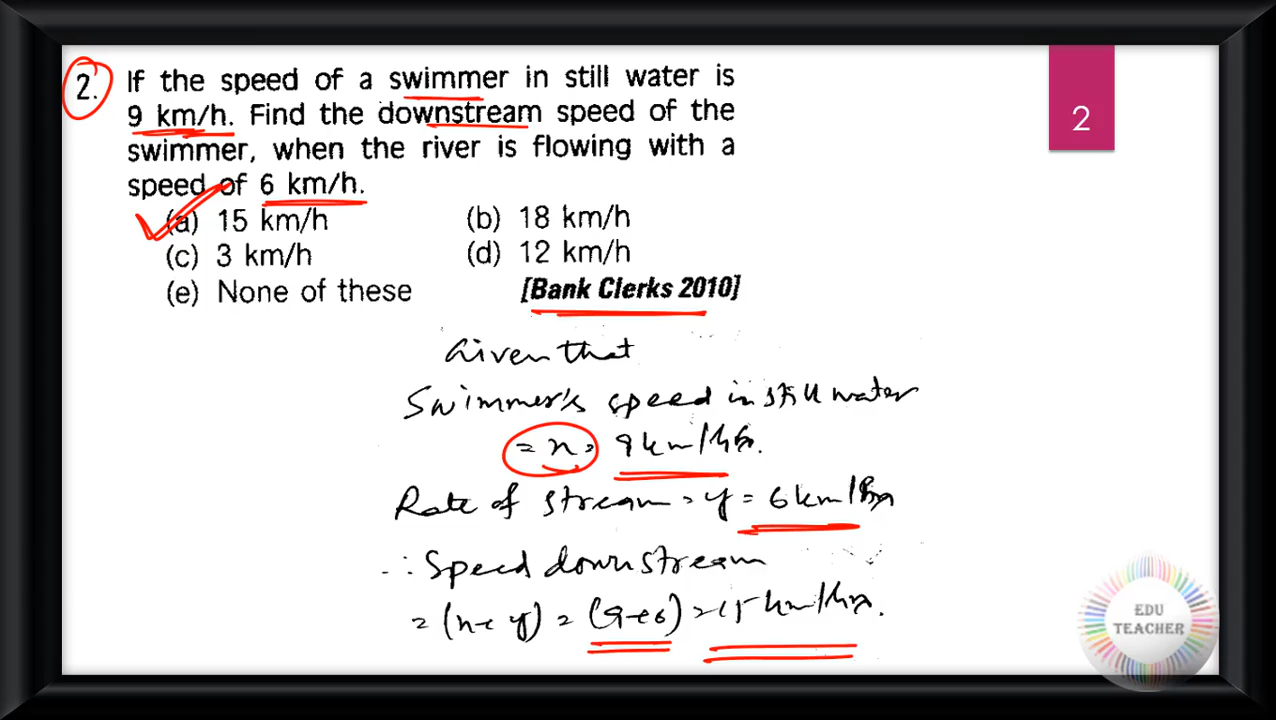 2.
If the speed of a swimmer in still water is
9 km/h. Find the downstream speed of the
swimmer, when the river is flowing with a
speed of 6 km/h.
(a) 15 km/h (b) 18 km/h
(c) 3 km/h (d) 12 km/h
(e) None of these [Bank Clerks 2010]
2
Given that
Swimmer's speed in still water
= x = 9 km/hr.
Rate of stream = y = 6 km/hr
∴ Speed downstream
= (x+y) = (9+6) = 15 km/hr.
EDU
TEACHER